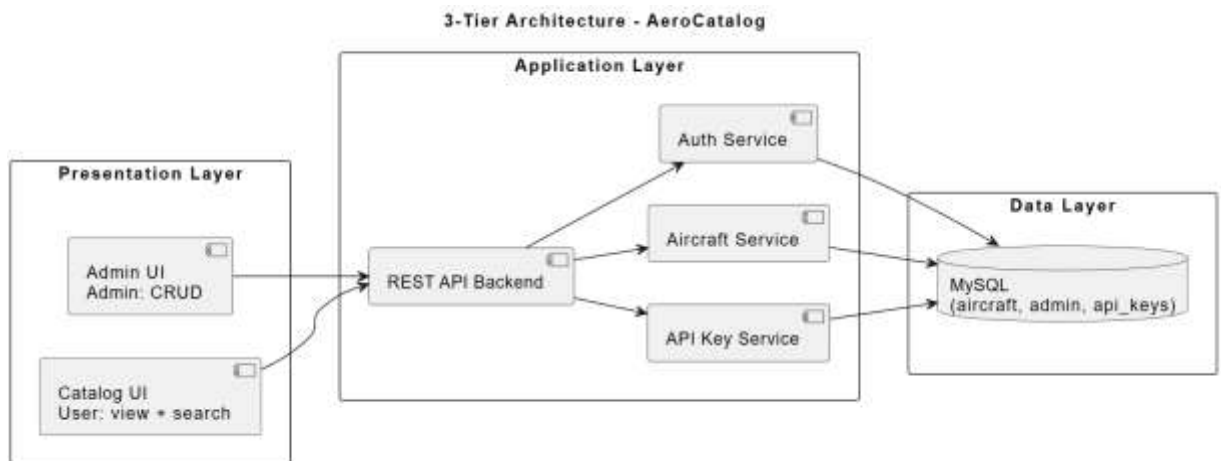 3-Tier Architecture - AeroCatalog
Presentation Layer
Admin UI
Admin: CRUD
Catalog UI
User: view + search
Application Layer
REST API Backend
Auth Service
Aircraft Service
API Key Service
Data Layer
MySQL
(aircraft, admin, api_keys)